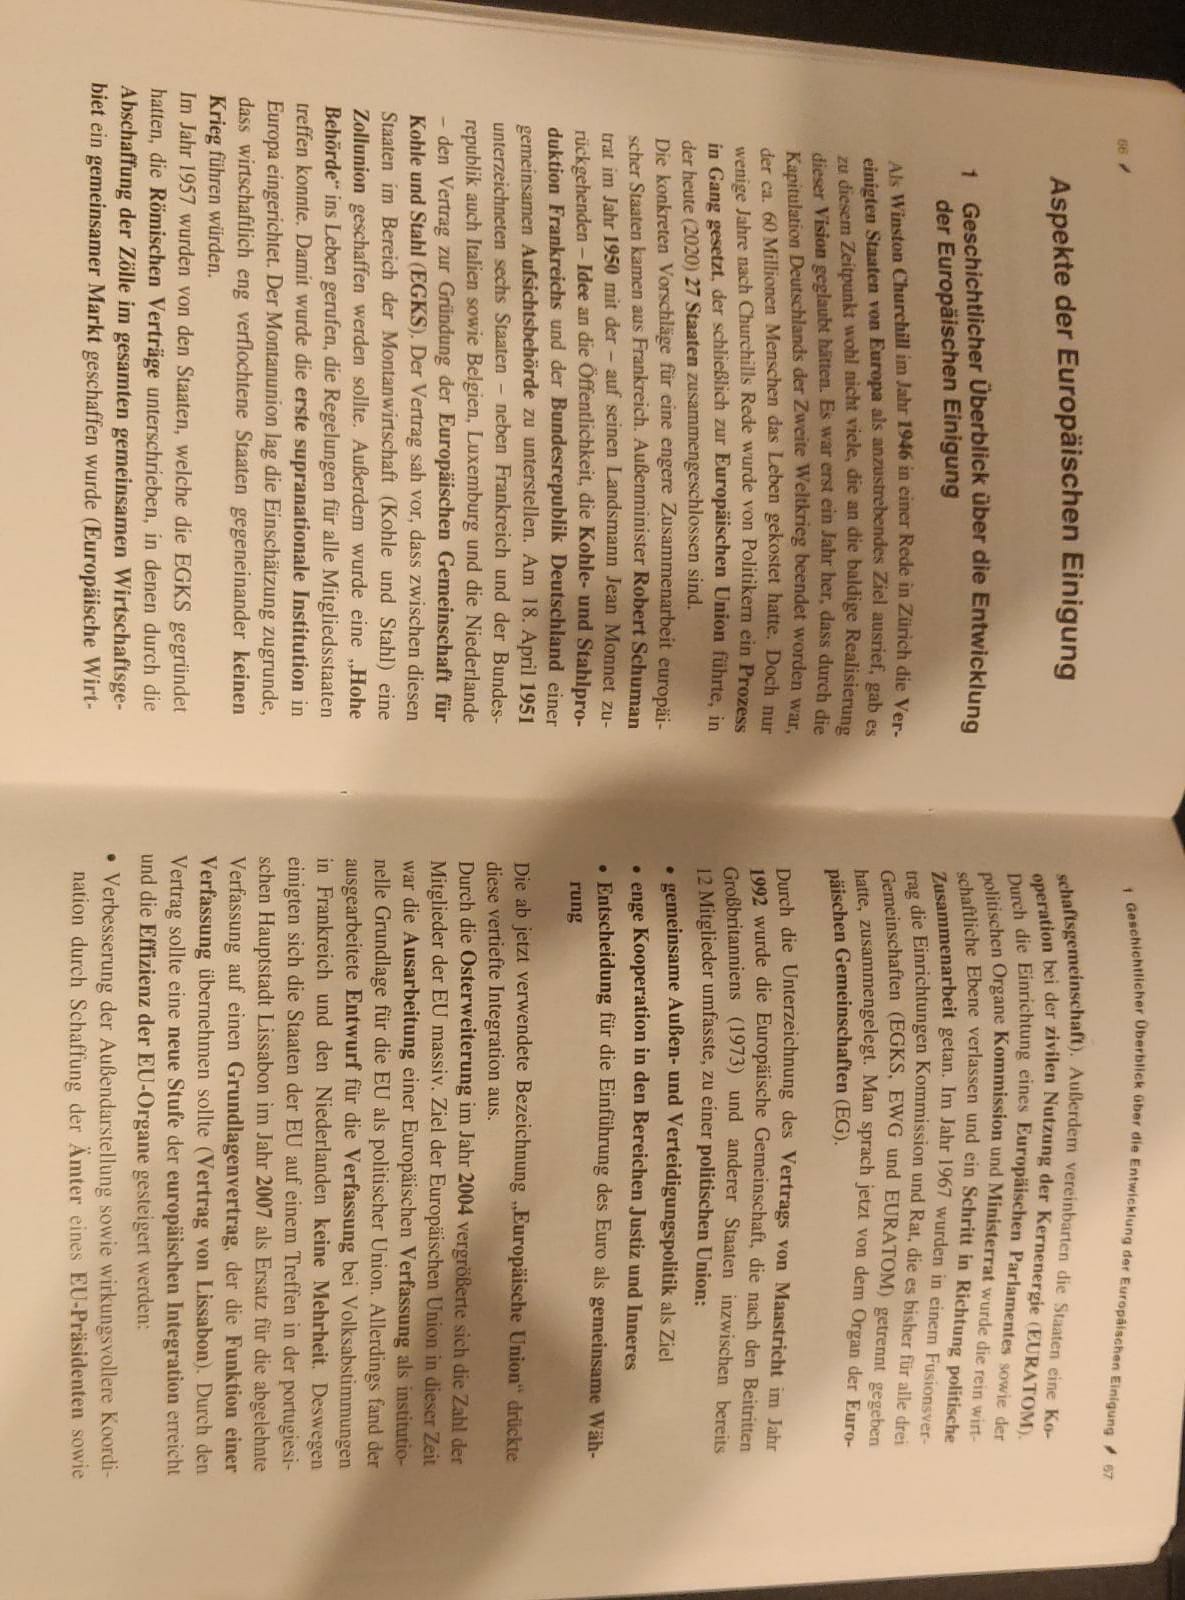 66
Aspekte der Europäischen Einigung
1 Geschichtlicher Überblick über die Entwicklung
der Europäischen Einigung
Als Winston Churchill im Jahr 1946 in einer Rede in Zürich die Ver-
einigten Staaten von Europa als anzustrebendes Ziel ausrief, gab es
zu diesem Zeitpunkt wohl nicht viele, die an die baldige Realisierung
dieser Vision geglaubt hätten. Es war erst ein Jahr her, dass durch die
Kapitulation Deutschlands der Zweite Weltkrieg beendet worden war,
der ca. 60 Millionen Menschen das Leben gekostet hatte. Doch nur
wenige Jahre nach Churchills Rede wurde von Politikern ein Prozess
in Gang gesetzt, der schließlich zur Europäischen Union führte, in
der heute (2020) 27 Staaten zusammengeschlossen sind.
Die konkreten Vorschläge für eine engere Zusammenarbeit europäi-
scher Staaten kamen aus Frankreich. Außenminister Robert Schuman
trat im Jahr 1950 mit der – auf seinen Landsmann Jean Monnet zu-
rückgehenden – Idee an die Öffentlichkeit, die Kohle- und Stahlpro-
duktion Frankreichs und der Bundesrepublik Deutschland einer
gemeinsamen Aufsichtsbehörde zu unterstellen. Am 18. April 1951
unterzeichneten sechs Staaten – neben Frankreich und der Bundes-
republik auch Italien sowie Belgien, Luxemburg und die Niederlande
– den Vertrag zur Gründung der Europäischen Gemeinschaft für
Kohle und Stahl (EGKS). Der Vertrag sah vor, dass zwischen diesen
Staaten im Bereich der Montanwirtschaft (Kohle und Stahl) eine
Zollunion geschaffen werden sollte. Außerdem wurde eine „Hohe
Behörde“ ins Leben gerufen, die Regelungen für alle Mitgliedsstaaten
treffen konnte. Damit wurde die erste supranationale Institution in
Europa eingerichtet. Der Montanunion lag die Einschätzung zugrunde,
dass wirtschaftlich eng verflochtene Staaten gegeneinander keinen
Krieg führen würden.
Im Jahr 1957 wurden von den Staaten, welche die EGKS gegründet
hatten, die Römischen Verträge unterschrieben, in denen durch die
Abschaffung der Zölle im gesamten gemeinsamen Wirtschaftsge-
biet ein gemeinsamer Markt geschaffen wurde (Europäische Wirt-
1 Geschichtlicher Überblick über die Entwicklung der Europäischen Einigung / 67
schaftsgemeinschaft). Außerdem vereinbarten die Staaten eine Ko-
operation bei der zivilen Nutzung der Kernenergie (EURATOM).
Durch die Einrichtung eines Europäischen Parlamentes sowie der
politischen Organe Kommission und Ministerrat wurde die rein wirt-
schaftliche Ebene verlassen und ein Schritt in Richtung politische
Zusammenarbeit getan. Im Jahr 1967 wurden in einem Fusionsver-
trag die Einrichtungen Kommission und Rat, die es bisher für alle drei
Gemeinschaften (EGKS, EWG und EURATOM) getrennt gegeben
hatte, zusammengelegt. Man sprach jetzt von dem Organ der Euro-
päischen Gemeinschaften (EG).
Durch die Unterzeichnung des Vertrags von Maastricht im Jahr
1992 wurde die Europäische Gemeinschaft, die nach den Beitritten
Großbritanniens (1973) und anderer Staaten inzwischen bereits
12 Mitglieder umfasste, zu einer politischen Union:
• gemeinsame Außen- und Verteidigungspolitik als Ziel
• enge Kooperation in den Bereichen Justiz und Inneres
• Entscheidung für die Einführung des Euro als gemeinsame Wäh-
rung
Die ab jetzt verwendete Bezeichnung „Europäische Union“ drückte
diese vertiefte Integration aus.
Durch die Osterweiterung im Jahr 2004 vergrößerte sich die Zahl der
Mitglieder der EU massiv. Ziel der Europäischen Union in dieser Zeit
war die Ausarbeitung einer Europäischen Verfassung als institutio-
nelle Grundlage für die EU als politischer Union. Allerdings fand der
ausgearbeitete Entwurf für die Verfassung bei Volksabstimmungen
in Frankreich und den Niederlanden keine Mehrheit. Deswegen
einigten sich die Staaten der EU auf einem Treffen in der portugiesi-
schen Hauptstadt Lissabon im Jahr 2007 als Ersatz für die abgelehnte
Verfassung auf einen Grundlagenvertrag, der die Funktion einer
Verfassung übernehmen sollte (Vertrag von Lissabon). Durch den
Vertrag sollte eine neue Stufe der europäischen Integration erreicht
und die Effizienz der EU-Organe gesteigert werden:
• Verbesserung der Außendarstellung sowie wirkungsvollere Koordi-
nation durch Schaffung der Ämter eines EU-Präsidenten sowie